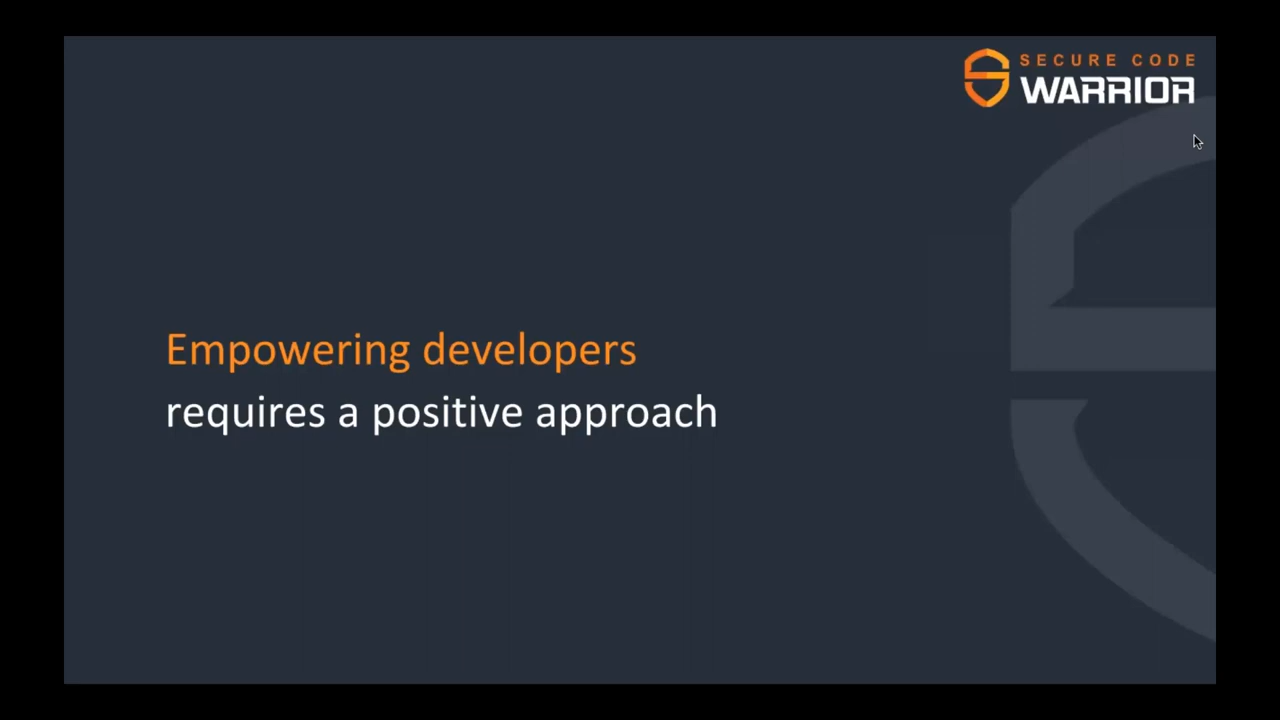 SECURE CODE
WARRIOR
Empowering developers
requires a positive approach